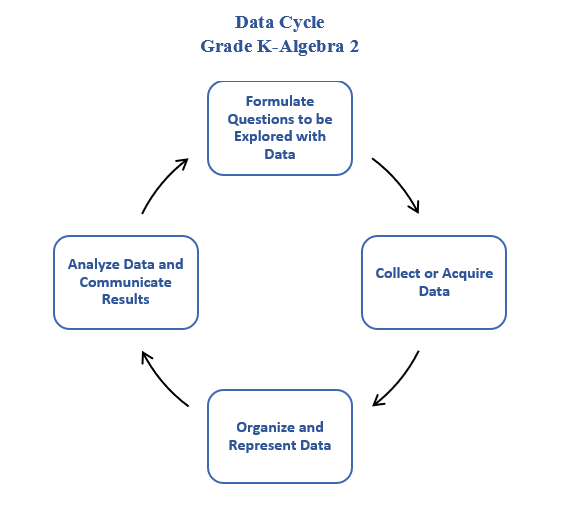 Data Cycle
Grade K-Algebra 2
Formulate
Questions to be
Explored with
Data
Collect or Acquire
Data
Organize and
Represent Data
Analyze Data and
Communicate
Results